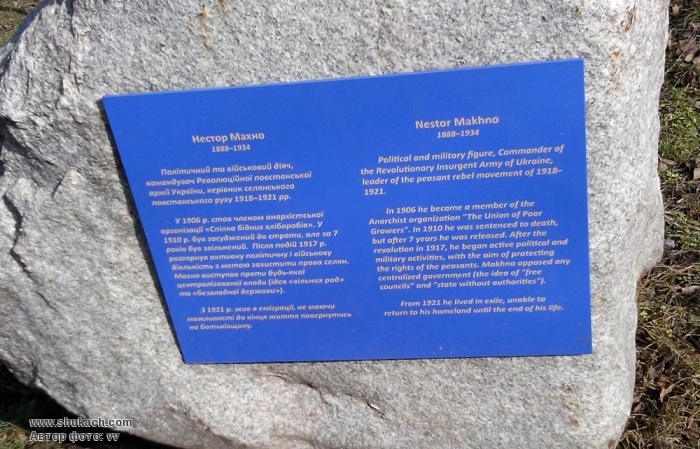 Нестор Махно
1888–1934
Політичний та військовий діяч,
командувач Революційної повстанської
армії України, керівник селянського
повстанського руху 1918–1921 рр.
У 1906 р. став членом анархістської
організації «Спілка бідних хліборобів». У
1910 р. був засуджений до страти, але за 7
років був звільнений. Після подій 1917 р.
розгорнув активну політичну і військову
діяльність з метою захистити права селян.
Махно виступав проти будь-якої
централізованої влади (ідея «вільних рад»
та «безвладної держави»).
З 1921 р. жив в еміграції, не маючи
можливості до кінця життя повернутись
на батьківщину.
Nestor Makhno
1888–1934
Political and military figure, Commander of
the Revolutionary Insurgent Army of Ukraine,
leader of the peasant rebel movement of 1918–
1921.
In 1906 he became a member of the
Anarchist organization "The Union of Poor
Growers". In 1910 he was sentenced to death,
but after 7 years he was released. After the
revolution in 1917, he began active political and
military activities, with the aim of protecting
the rights of the peasants. Makhno opposed any
centralized government (the idea of "free
councils" and "state without authorities").
From 1921 he lived in exile, unable to
return to his homeland until the end of his life.
www.shukach.com
Автор фото: vv